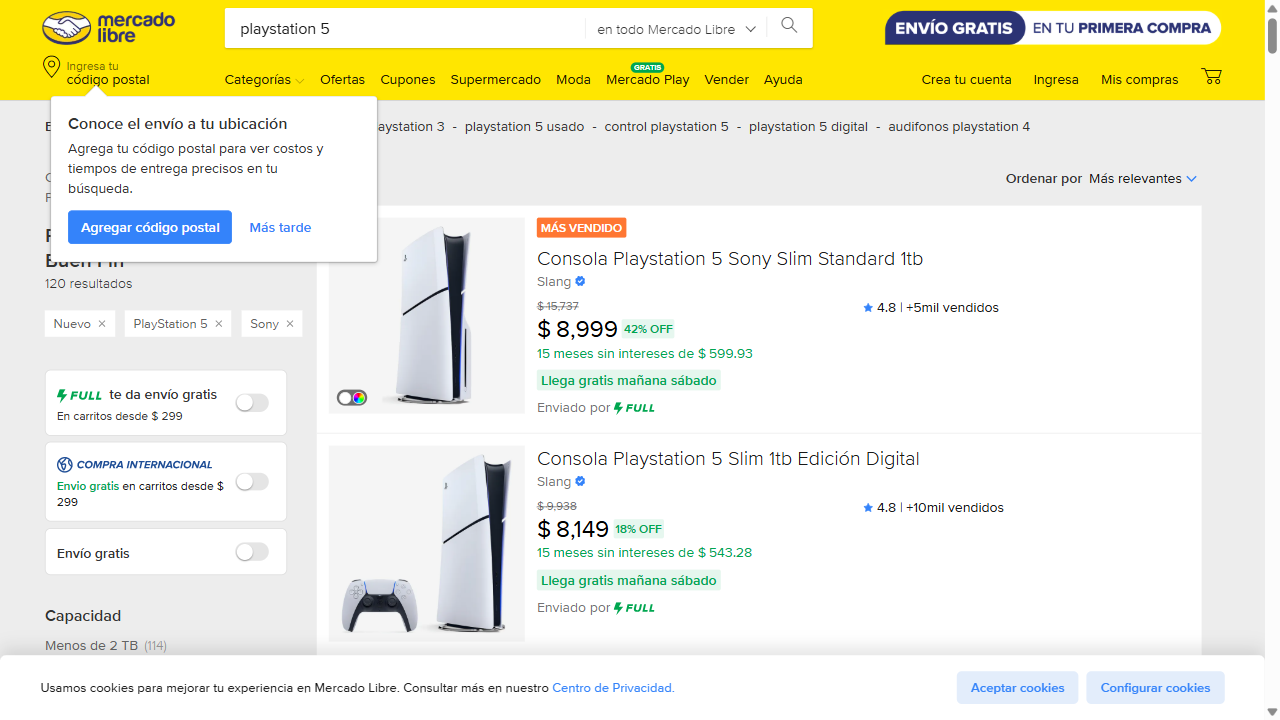 mercado
libre
playstation 5
en todo Mercado Libre
ENVÍO GRATIS EN TU PRIMERA COMPRA
Ingresa tu
código postal
Categorías
Ofertas
Cupones
Supermercado
Moda
GRATIS
Mercado Play
Vender
Ayuda
Crea tu cuenta
Ingresa
Mis compras
Conoce el envío a tu ubicación
Agrega tu código postal para ver costos y
tiempos de entrega precisos en tu
búsqueda.
Agregar código postal
Más tarde
aystation 3 - playstation 5 usado - control playstation 5 - playstation 5 digital - audifonos playstation 4
Ordenar por Más relevantes
120 resultados
Nuevo
PlayStation 5
Sony
FULL te da envío gratis
En carritos desde $ 299
COMPRA INTERNACIONAL
Envio gratis en carritos desde $
299
Envío gratis
Capacidad
Menos de 2 TB (114)
MÁS VENDIDO
Consola Playstation 5 Sony Slim Standard 1tb
Slang
$ 15,737
$ 8,999 42% OFF
15 meses sin intereses de $ 599.93
Llega gratis mañana sábado
Enviado por FULL
4.8 | +5mil vendidos
Consola Playstation 5 Slim 1tb Edición Digital
Slang
$ 9,938
$ 8,149 18% OFF
15 meses sin intereses de $ 543.28
Llega gratis mañana sábado
Enviado por FULL
4.8 | +10mil vendidos
Usamos cookies para mejorar tu experiencia en Mercado Libre. Consultar más en nuestro Centro de Privacidad.
Aceptar cookies
Configurar cookies